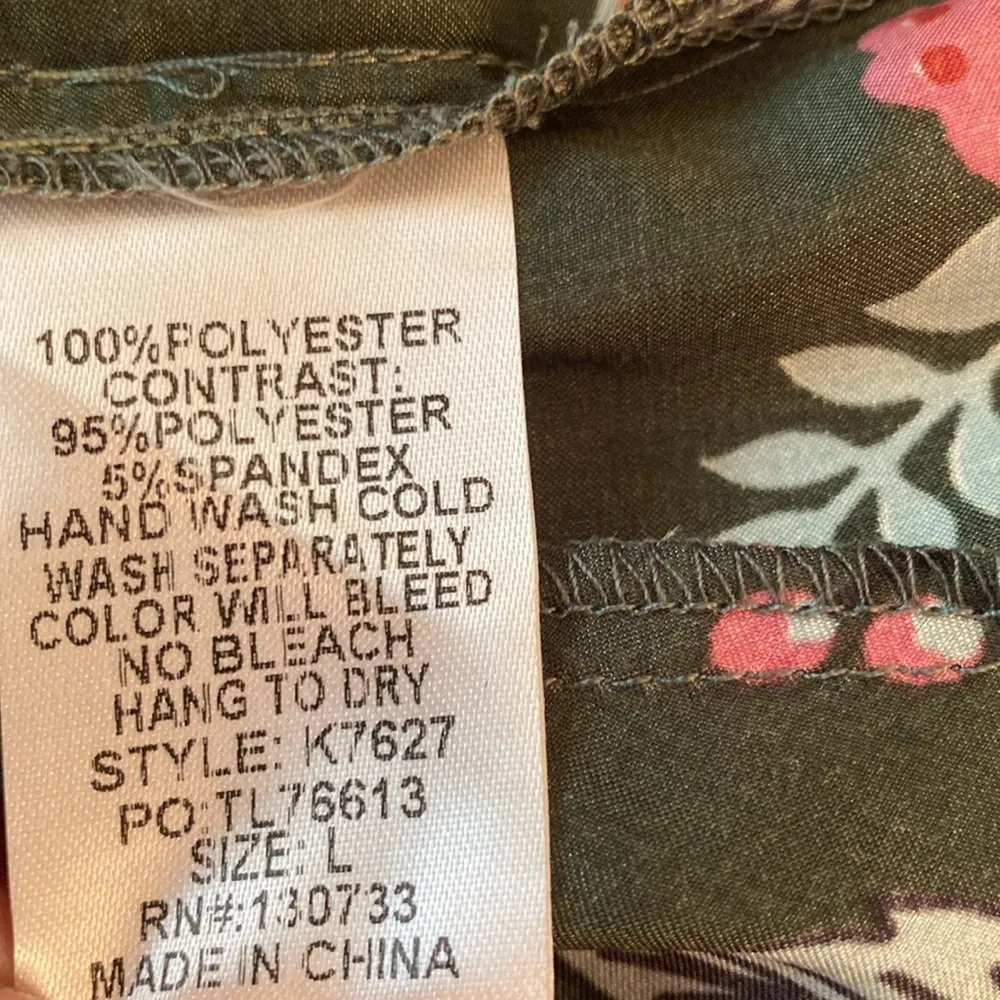 100%POLYESTER
CONTRAST:
95%POLYESTER
5%SPANDEX
HAND WASH COLD
WASH SEPARATELY
COLOR WILL BLEED
NO BLEACH
HANG TO DRY
STYLE: K7627
PO:TL76613
SIZE: L
RN#:130733
MADE IN CHINA